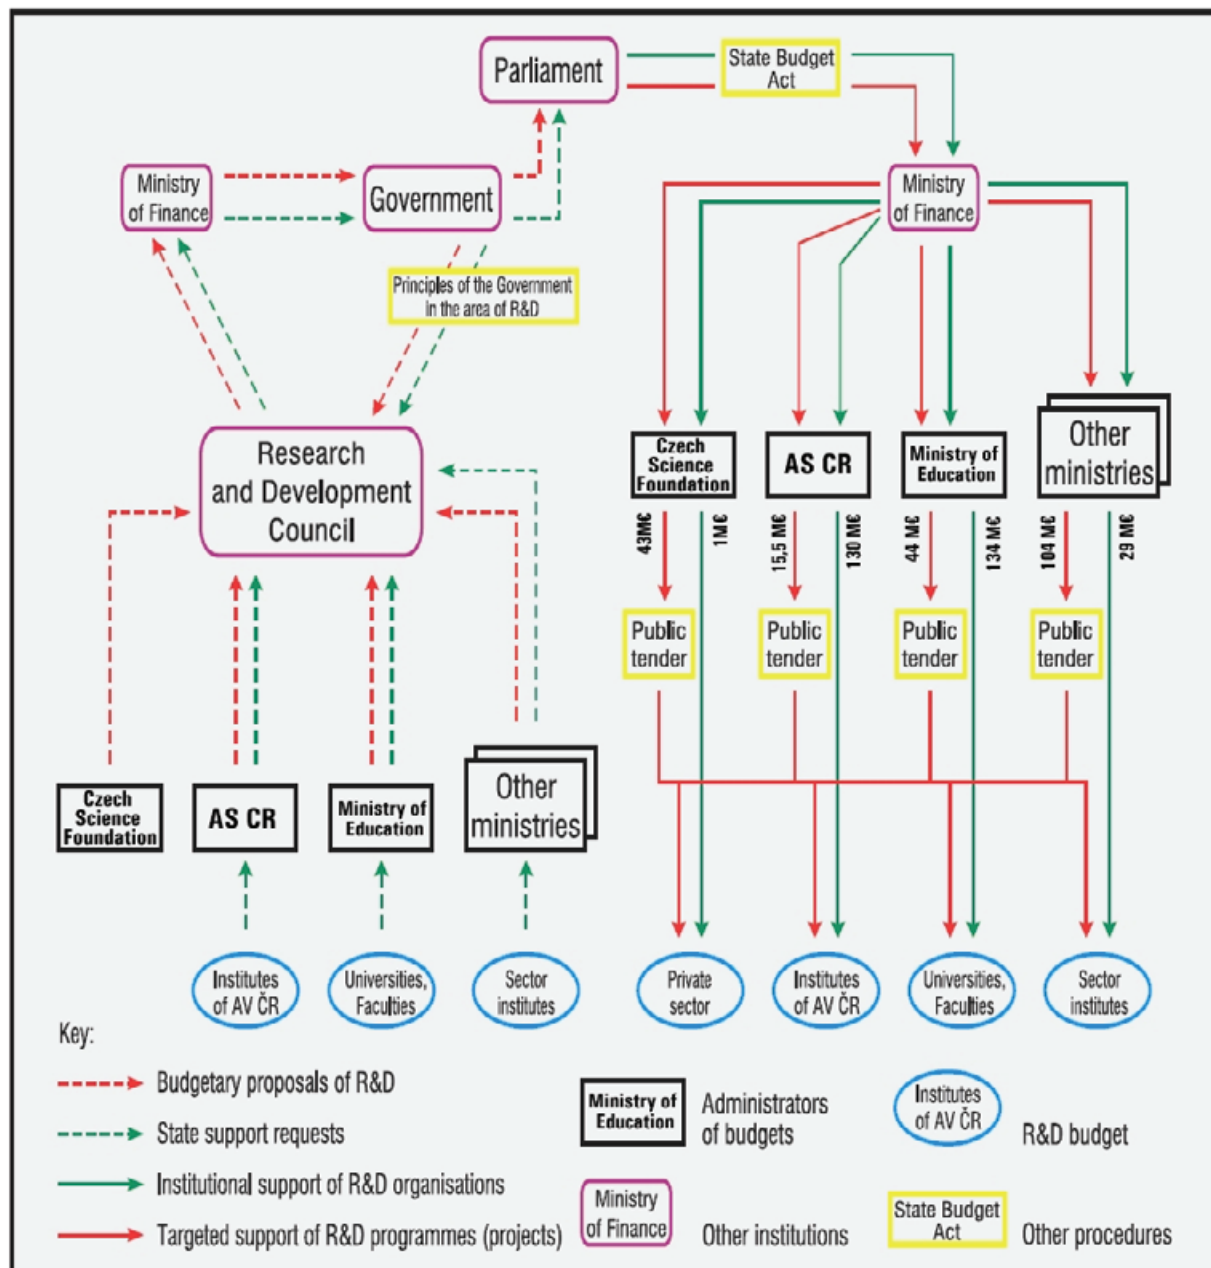 Parliament
State Budget
Act
Ministry
of Finance
Government
Ministry
of Finance
Principles of the Government
in the area of R&D
Research
and Development
Council
Czech
Science
Foundation
AS CR
Ministry of
Education
Other
ministries
43M€
1M€
15,5 M€
130 M€
44 M€
134 M€
104 M€
29 M€
Public
tender
Public
tender
Public
tender
Public
tender
Czech
Science
Foundation
AS CR
Ministry of
Education
Other
ministries
Institutes
of AV ČR
Universities,
Faculties
Sector
institutes
Private
sector
Institutes
of AV ČR
Universities,
Faculties
Sector
institutes
Key:
Budgetary proposals of R&D
State support requests
Institutional support of R&D organisations
Targeted support of R&D programmes (projects)
Ministry of
Education
Administrators
of budgets
Institutes
of AV ČR
R&D budget
Ministry
of Finance
Other institutions
State Budget
Act
Other procedures